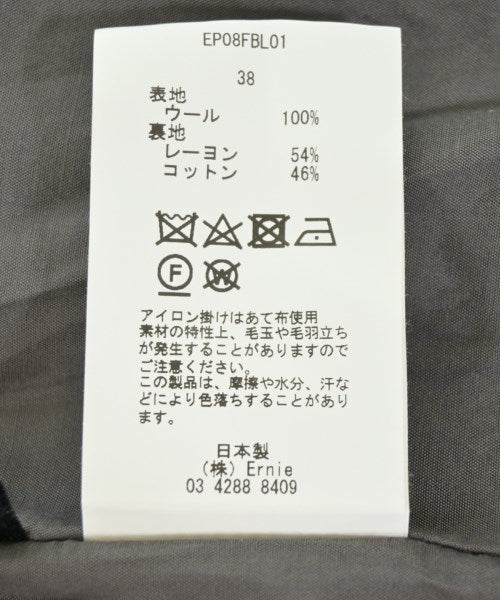 EP08FBL01
38
表地
ウール 100%
裏地
レーヨン 54%
コットン 46%
F W
アイロン掛けはあて布使用
素材の特性上、毛玉や毛羽立ち
が発生することがありますので
ご注意ください。
この製品は、摩擦や水分、汗な
どにより色落ちすることがあり
ます。
日本製
(株) Ernie
03 4288 8409